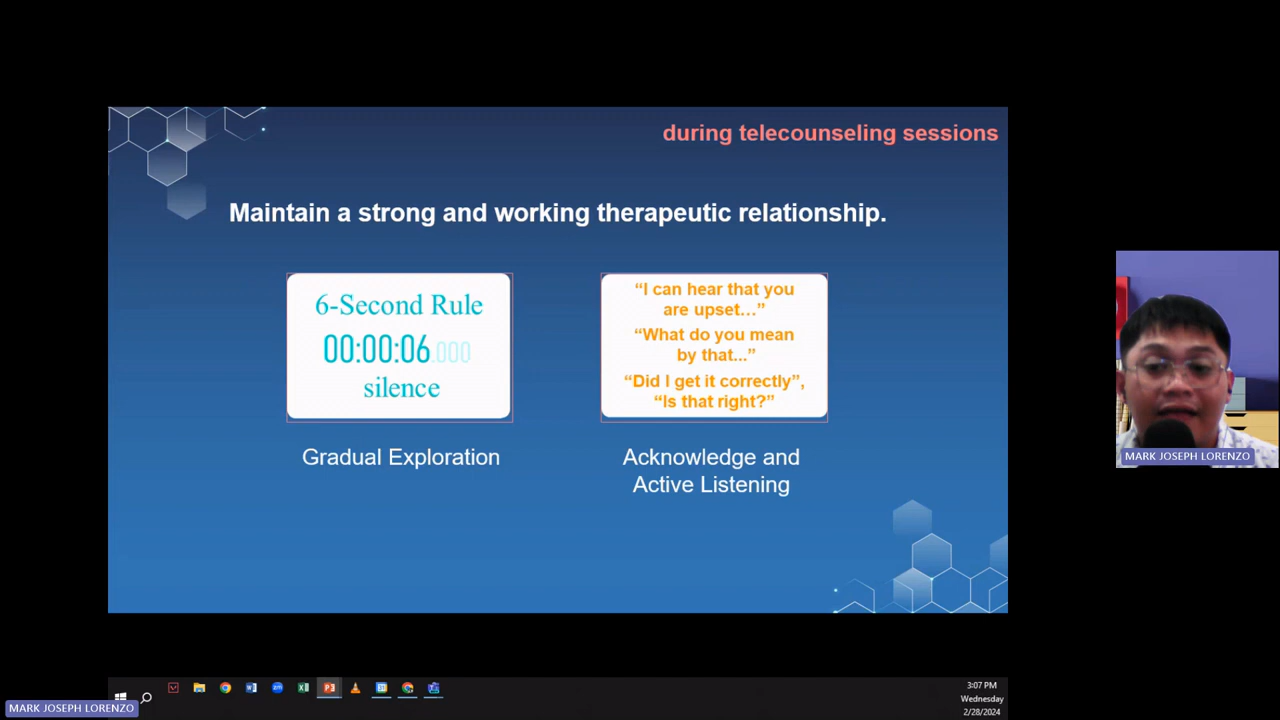 during telecounseling sessions
Maintain a strong and working therapeutic relationship.
6-Second Rule
00:00:06.000
silence
Gradual Exploration
“I can hear that you
are upset…”
“What do you mean
by that...”
“Did I get it correctly”,
“Is that right?”
Acknowledge and
Active Listening
MARK JOSEPH LORENZO
3:07 PM
Wednesday
2/28/2024
MARK JOSEPH LORENZO